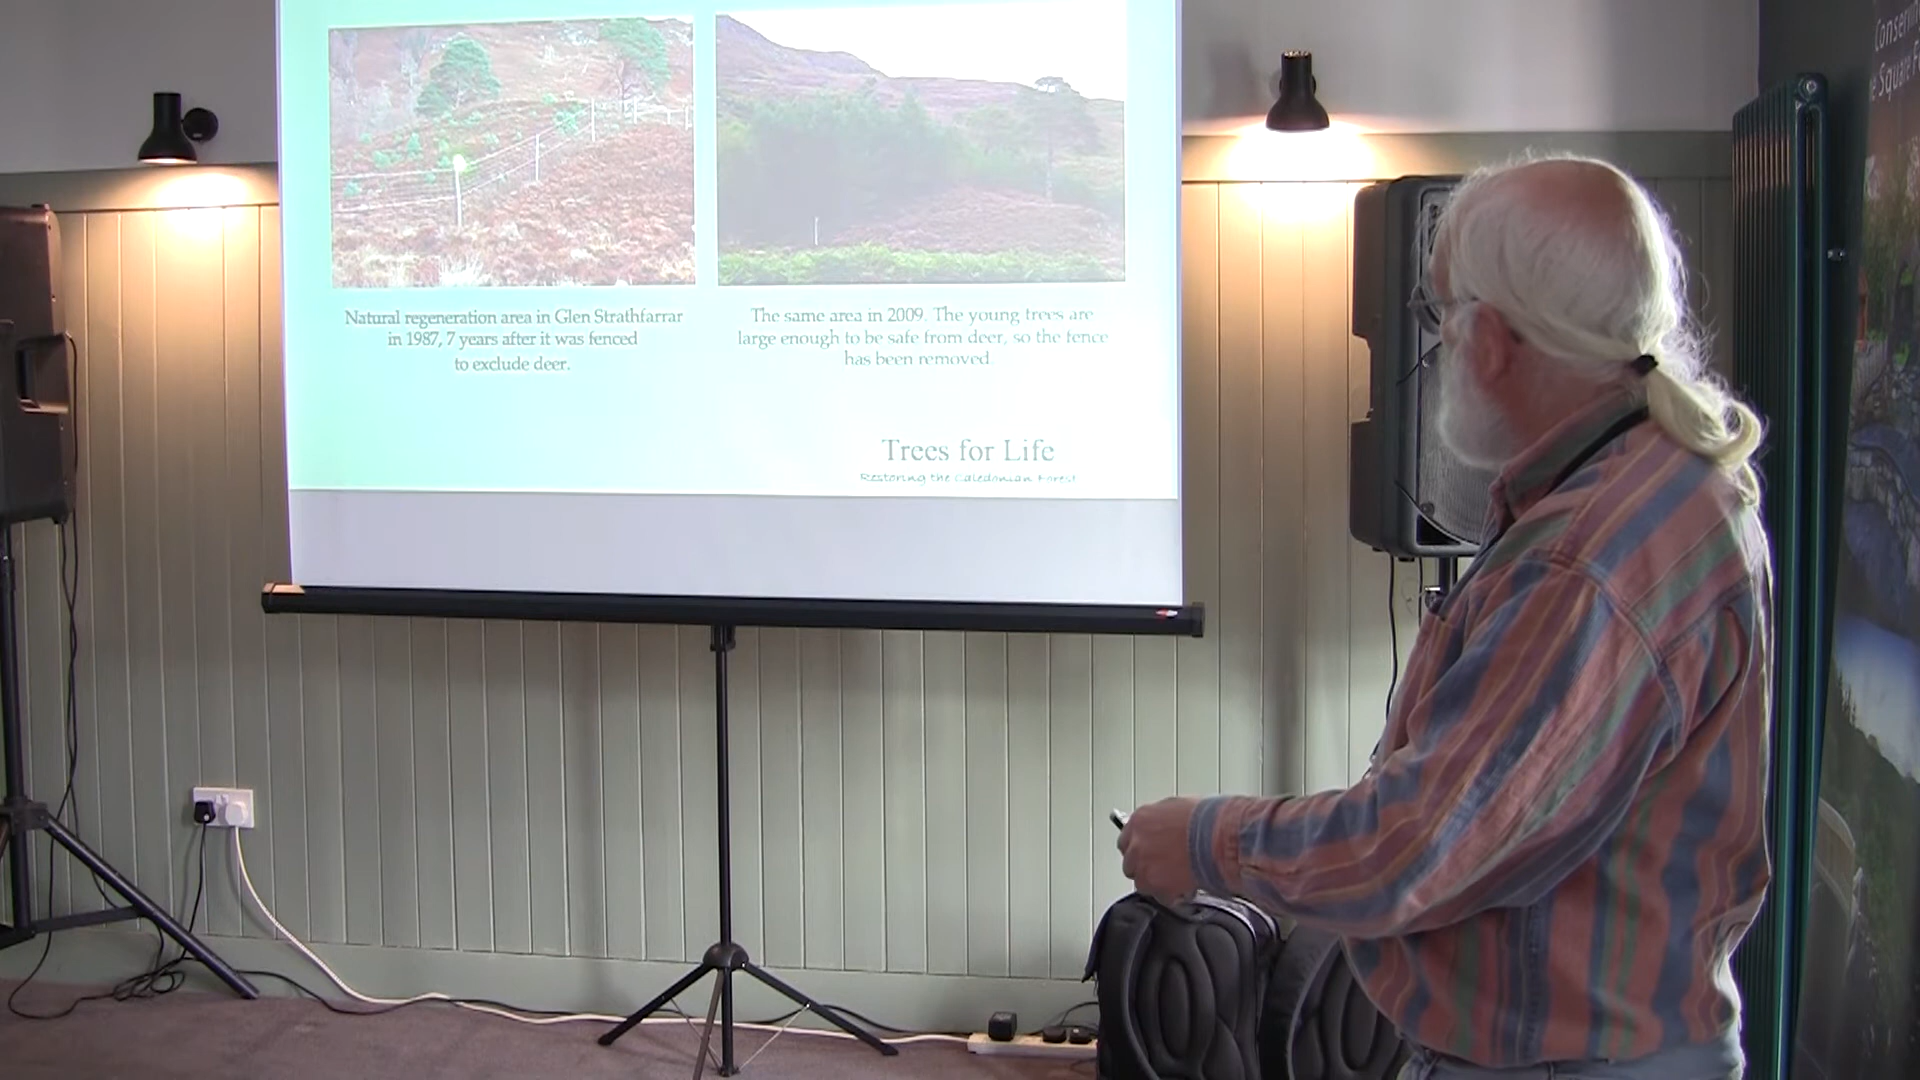 Natural regeneration area in Glen Strathfarrar
in 1987, 7 years after it was fenced
to exclude deer.
The same area in 2009. The young trees are
large enough to be safe from deer, so the fence
has been removed.
Trees for Life
Restoring the Caledonian Forest
Square